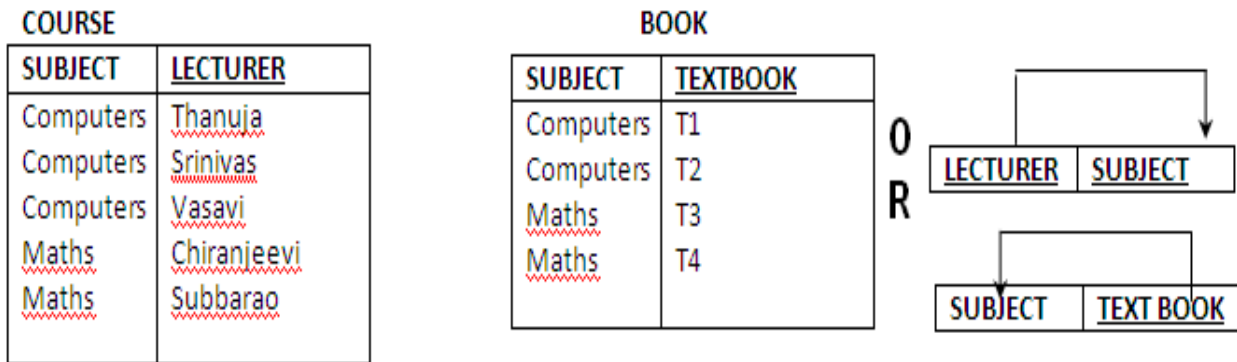 COURSE
SUBJECT LECTURER
Computers Thanuja
Computers Srinivas
Computers Vasavi
Maths Chiranjeevi
Maths Subbarao
BOOK
SUBJECT TEXTBOOK
Computers T1
Computers T2
Maths T3
Maths T4
O
R
LECTURER SUBJECT
SUBJECT TEXT BOOK